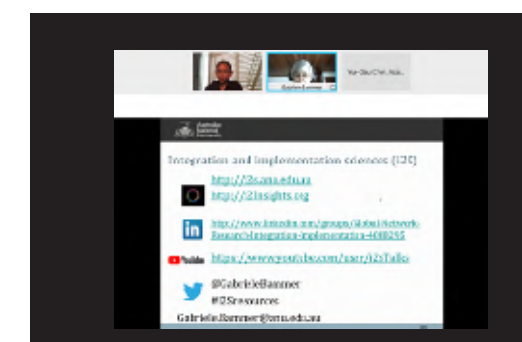 Gabriele Bammer
Australian
National
University
Integration and implementation sciences (i2S)
http://i2s.anu.edu.au
http://i2insights.org
http://www.linkedin.com/groups/Global-Network-
Research-Integration-Implementation-4088295
YouTube https://www.youtube.com/user/i2sTalks
@GabrieleBammer
#I2Sresources
Gabriele.Bammer@anu.edu.au